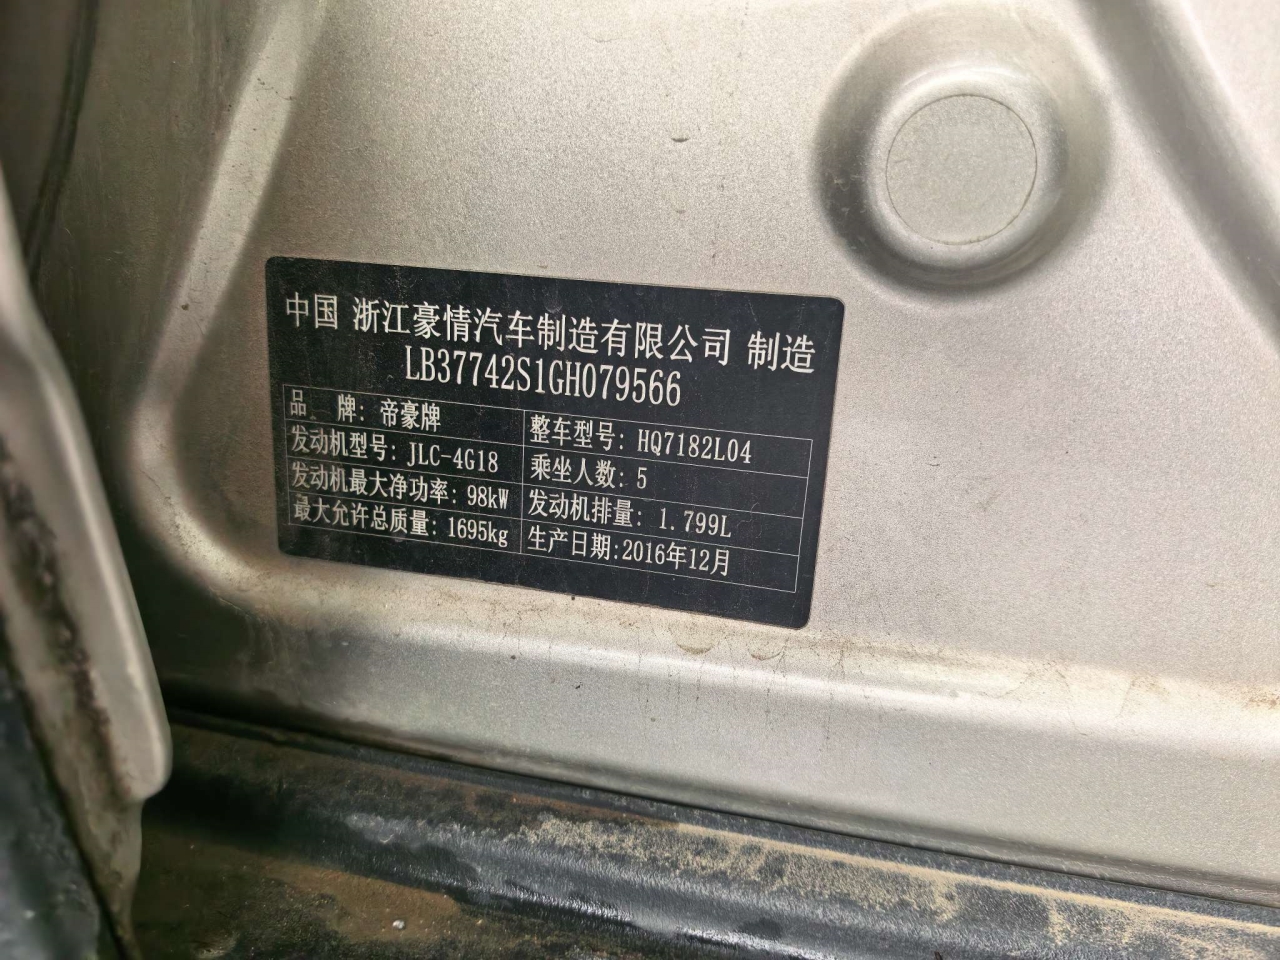 中国 浙江豪情汽车制造有限公司 制造
LB37742S1GH079566
品 牌: 帝豪牌 整车型号: HQ7182L04
发动机型号: JLC-4G18 乘坐人数: 5
发动机最大净功率: 98kW 发动机排量: 1.799L
最大允许总质量: 1695kg 生产日期:2016年12月